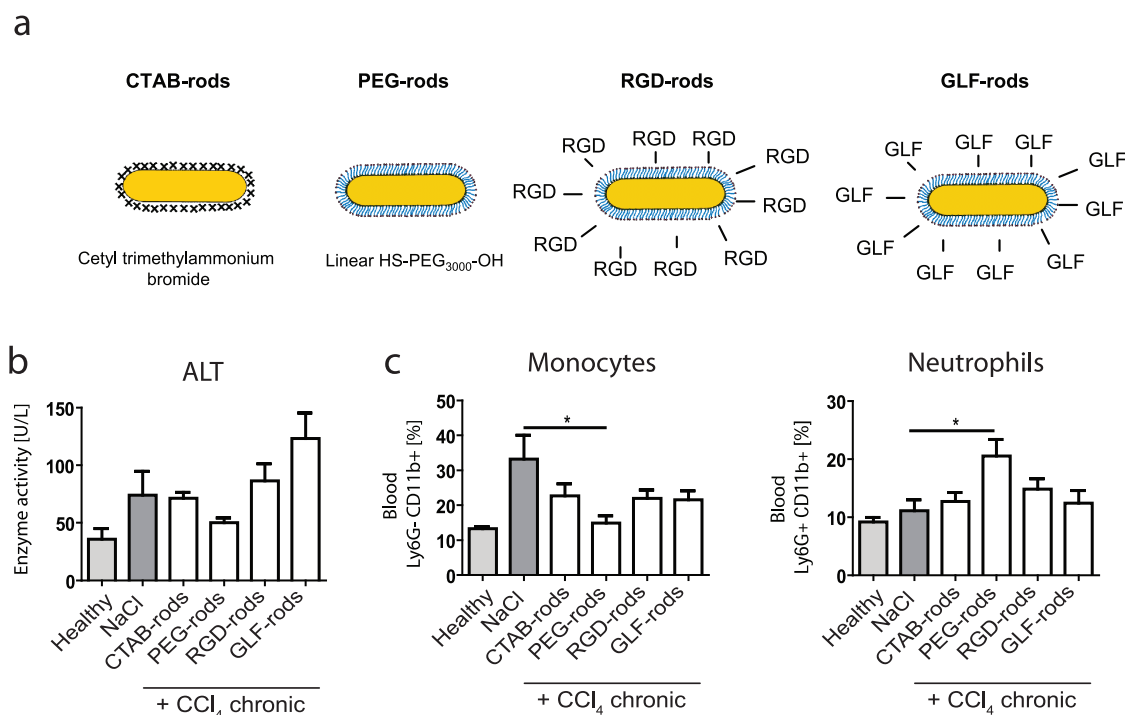 a
CTAB-rods
PEG-rods
RGD-rods
GLF-rods
RGD
RGD
RGD
RGD
RGD
RGD
RGD
RGD
RGD
RGD
GLF
GLF
GLF
GLF
GLF
GLF
GLF
GLF
GLF
GLF
Cetyl trimethylammonium
bromide
Linear HS-PEG3000-OH
b
ALT
Enzyme activity [U/L]
150
100
50
0
Healthy
NaCl
CTAB-rods
PEG-rods
RGD-rods
GLF-rods
+ CCl4 chronic
c
Monocytes
Blood
Ly6G- CD11b+ [%]
50
40
30
20
10
0
*
Healthy
NaCl
CTAB-rods
PEG-rods
RGD-rods
GLF-rods
+ CCl4 chronic
Neutrophils
Blood
Ly6G+ CD11b+ [%]
30
20
10
0
*
Healthy
NaCl
CTAB-rods
PEG-rods
RGD-rods
GLF-rods
+ CCl4 chronic